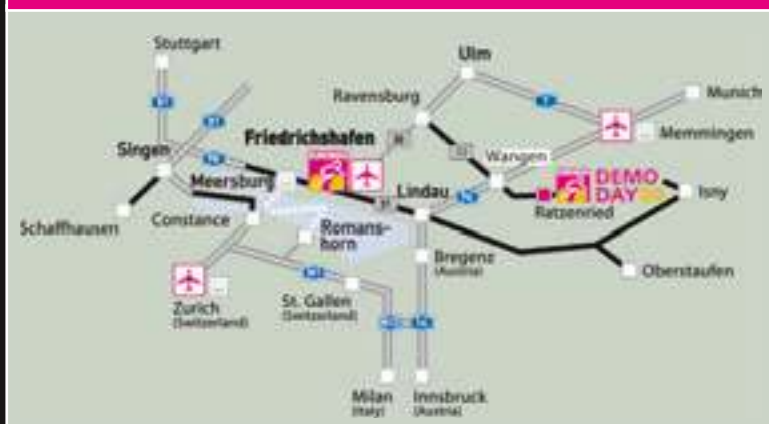 Stuttgart
Ulm
Ravensburg
Munich
Memmingen
Friedrichshafen
Singen
Wangen
Meersburg
Lindau
DEMO
DAY
Isny
Ratzenried
Schaffhausen
Constance
Romans-
horn
Bregenz
(Austria)
Oberstaufen
Zurich
(Switzerland)
St. Gallen
(Switzerland)
Milan
(Italy)
Innsbruck
(Austria)